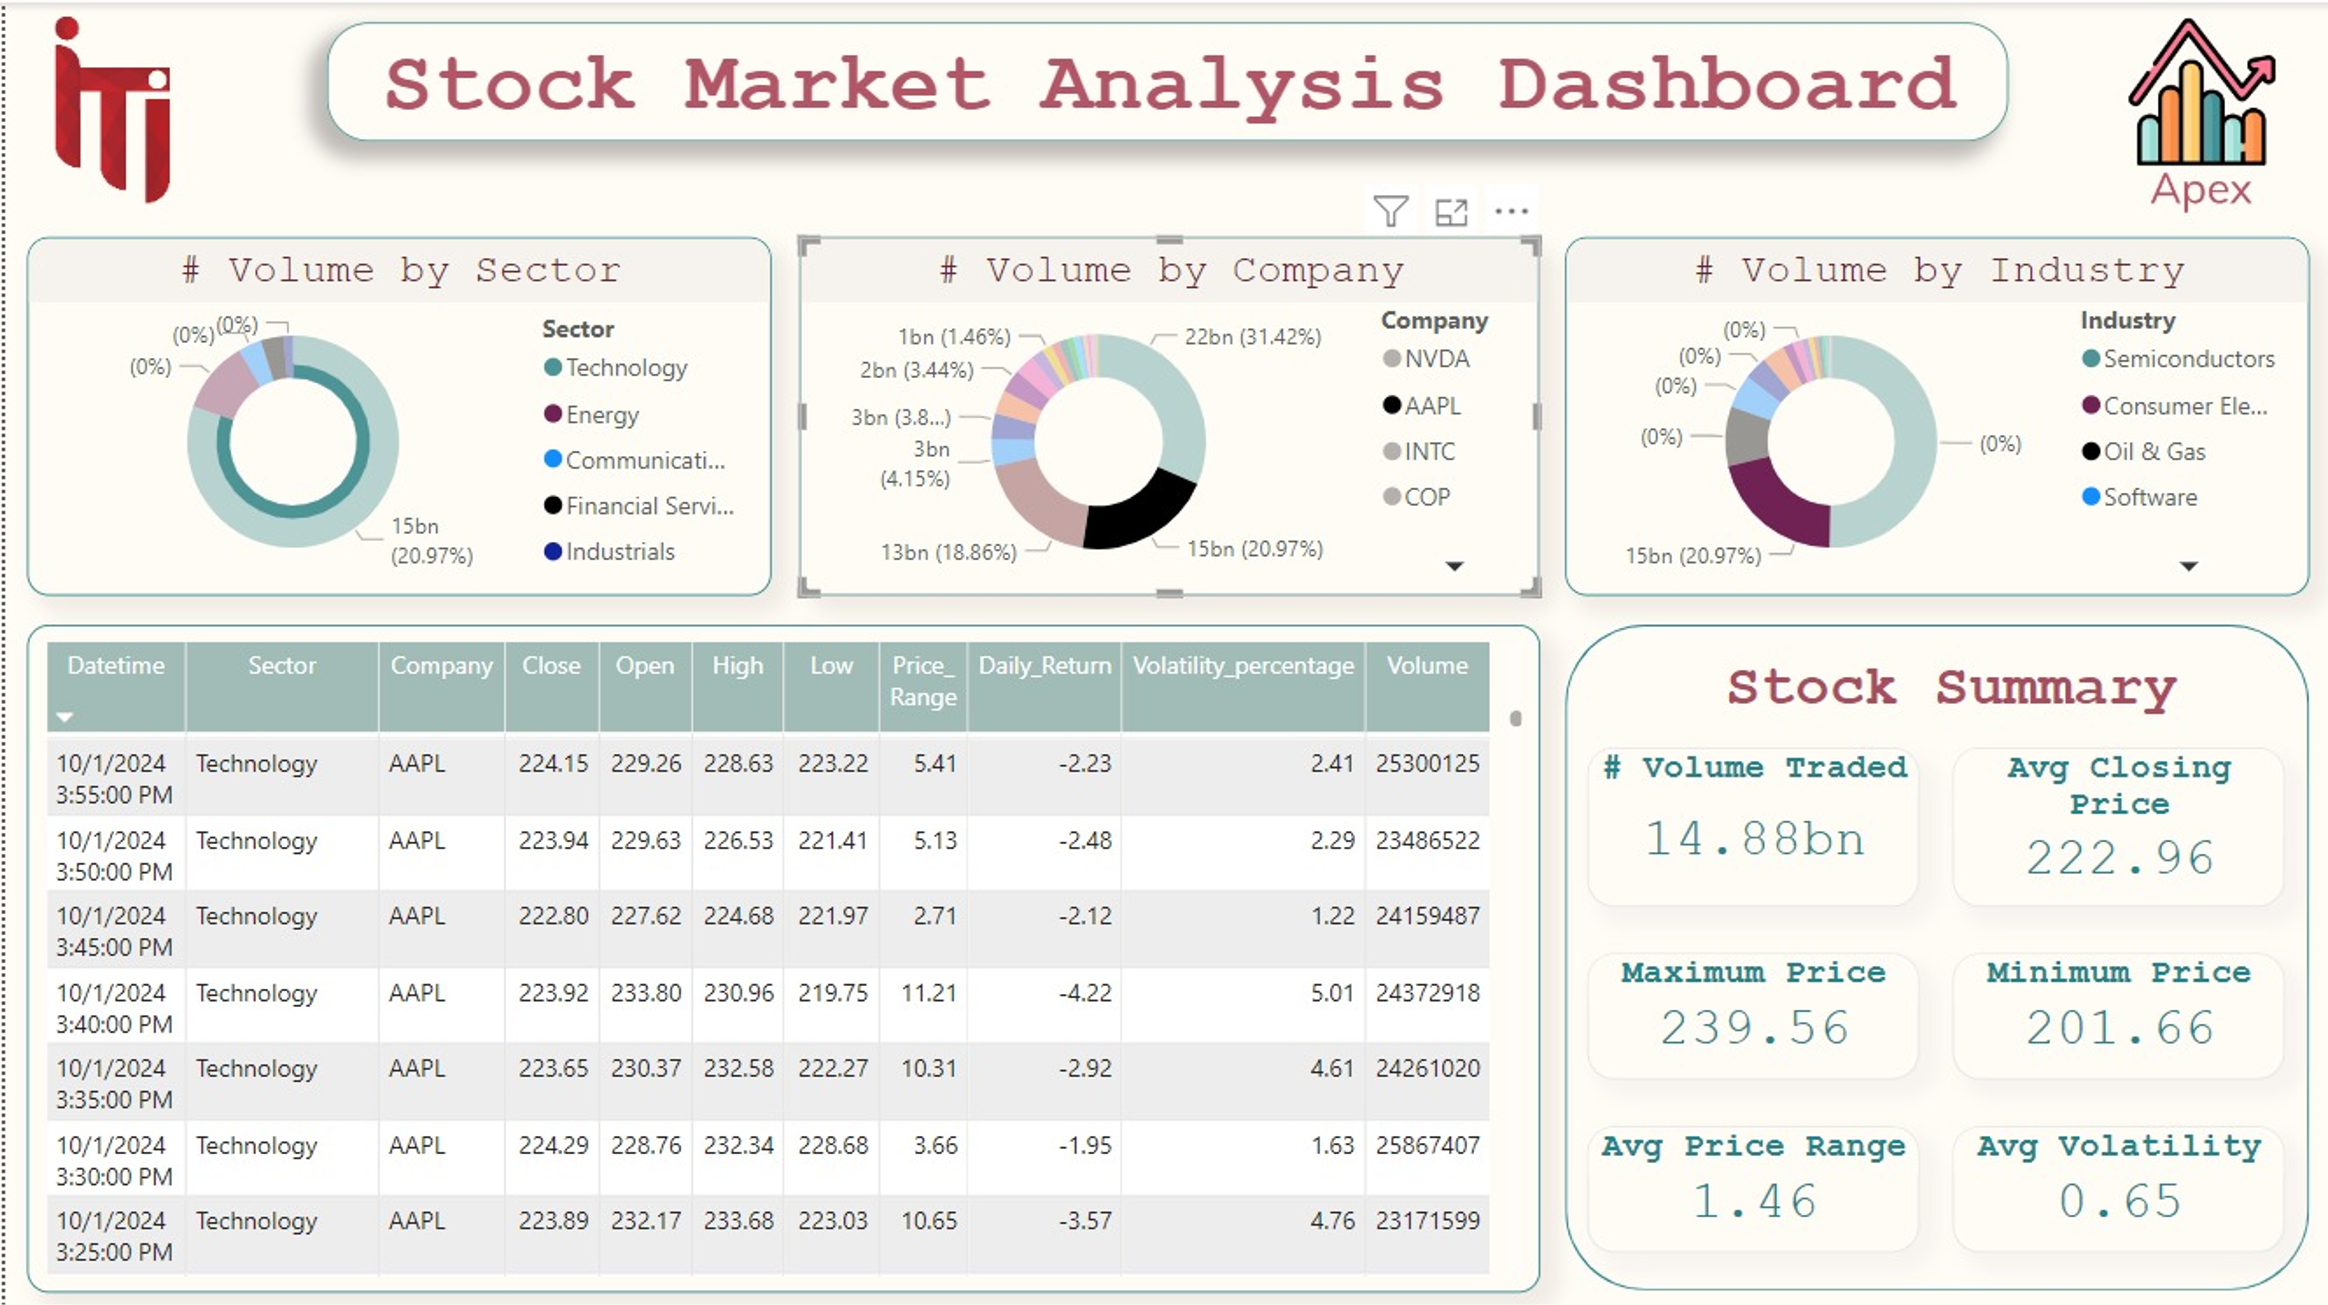 iTi
Stock Market Analysis Dashboard
Apex
# Volume by Sector
(0%)
(0%)
(0%)
15bn
(20.97%)
Sector
Technology
Energy
Communicati...
Financial Servi...
Industrials
# Volume by Company
1bn (1.46%)
2bn (3.44%)
3bn (3.8...)
3bn
(4.15%)
13bn (18.86%)
22bn (31.42%)
15bn (20.97%)
Company
NVDA
AAPL
INTC
COP
# Volume by Industry
(0%)
(0%)
(0%)
(0%)
(0%)
15bn (20.97%)
Industry
Semiconductors
Consumer Ele...
Oil & Gas
Software
Datetime Sector Company Close Open High Low Price_ Daily_Return Volatility_percentage Volume
Range
10/1/2024 Technology AAPL 224.15 229.26 228.63 223.22 5.41 -2.23 2.41 25300125
3:55:00 PM
10/1/2024 Technology AAPL 223.94 229.63 226.53 221.41 5.13 -2.48 2.29 23486522
3:50:00 PM
10/1/2024 Technology AAPL 222.80 227.62 224.68 221.97 2.71 -2.12 1.22 24159487
3:45:00 PM
10/1/2024 Technology AAPL 223.92 233.80 230.96 219.75 11.21 -4.22 5.01 24372918
3:40:00 PM
10/1/2024 Technology AAPL 223.65 230.37 232.58 222.27 10.31 -2.92 4.61 24261020
3:35:00 PM
10/1/2024 Technology AAPL 224.29 228.76 232.34 228.68 3.66 -1.95 1.63 25867407
3:30:00 PM
10/1/2024 Technology AAPL 223.89 232.17 233.68 223.03 10.65 -3.57 4.76 23171599
3:25:00 PM
Stock Summary
# Volume Traded
14.88bn
Avg Closing
Price
222.96
Maximum Price
239.56
Minimum Price
201.66
Avg Price Range
1.46
Avg Volatility
0.65